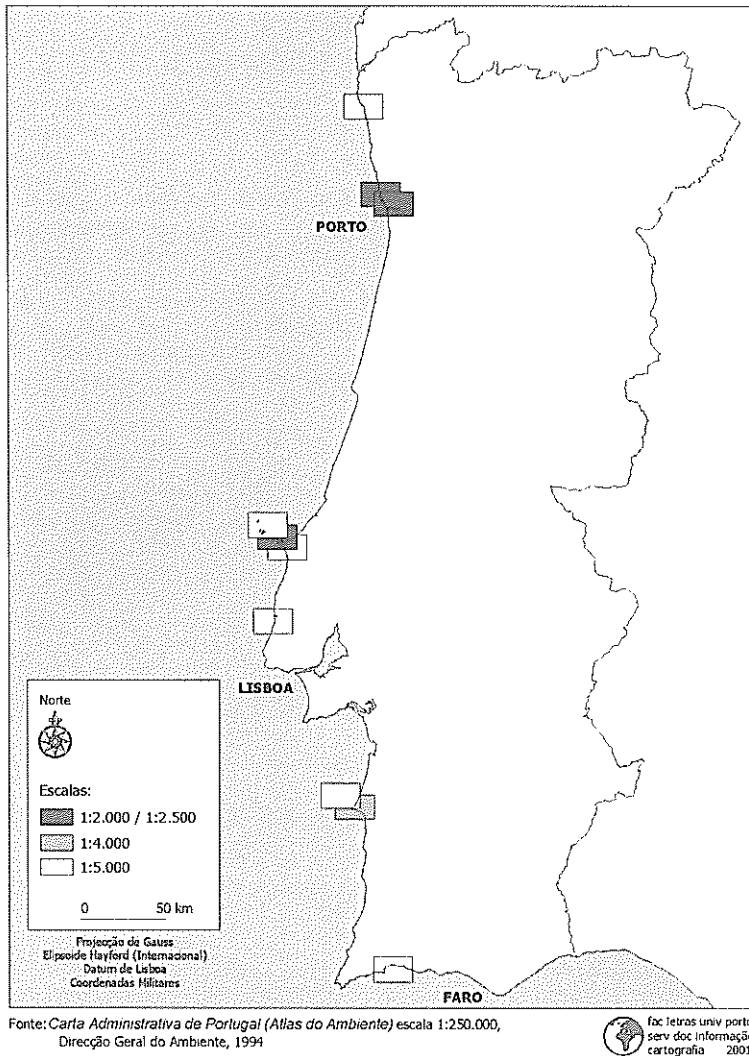 PORTO
LISBOA
Norte
Escalas:
1:2.000 / 1:2.500
1:4.000
1:5.000
0 50 km
Projecção de Gauss
Elipsoide Hayford (Internacional)
Datum de Lisboa
Coordenadas Militares
FARO
Fonte: Carta Administrativa de Portugal (Atlas do Ambiente) escala 1:250.000,
Direcção Geral do Ambiente, 1994
fac letras univ porto
serv doc informação
cartografia 2001